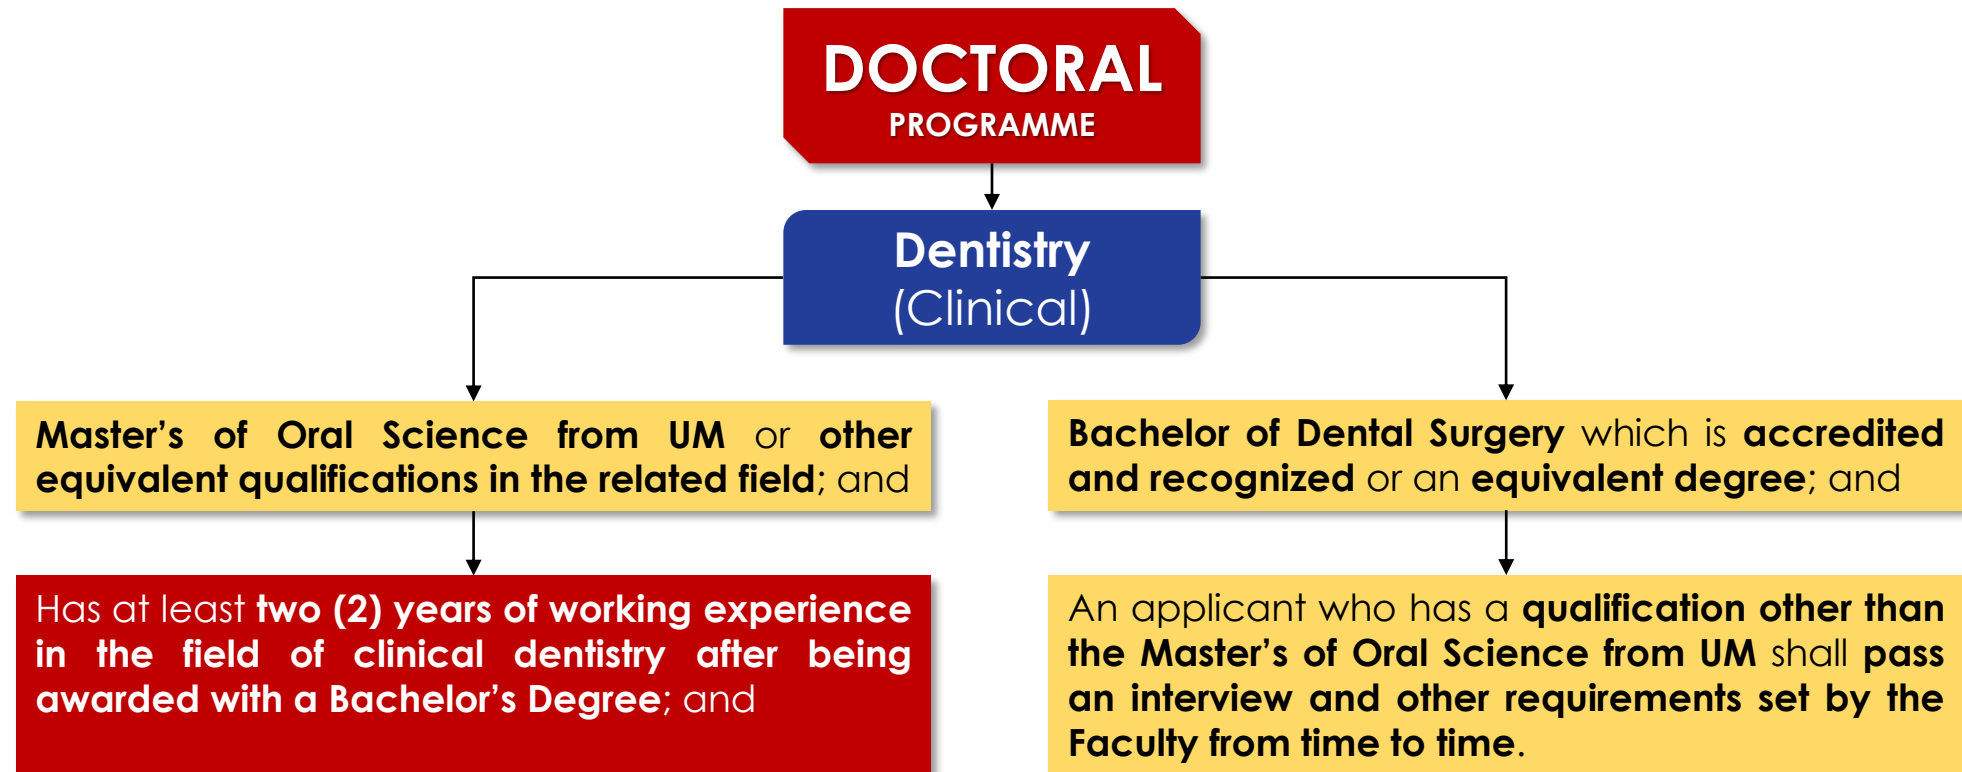 DOCTORAL
PROGRAMME
Dentistry
(Clinical)
Master’s of Oral Science from UM or other
equivalent qualifications in the related field; and
Bachelor of Dental Surgery which is accredited
and recognized or an equivalent degree; and
Has at least two (2) years of working experience
in the field of clinical dentistry after being
awarded with a Bachelor’s Degree; and
An applicant who has a qualification other than
the Master’s of Oral Science from UM shall pass
an interview and other requirements set by the
Faculty from time to time.